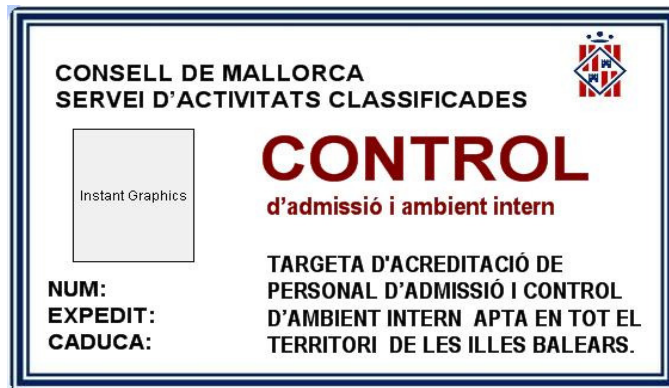 CONSELL DE MALLORCA
SERVEI D'ACTIVITATS CLASSIFICADES
Instant Graphics
CONTROL
d'admissió i ambient intern
NUM:
EXPEDIT:
CADUCA:
TARGETA D'ACREDITACIÓ DE
PERSONAL D'ADMISSIÓ I CONTROL
D'AMBIENT INTERN APTA EN TOT EL
TERRITORI DE LES ILLES BALEARS.